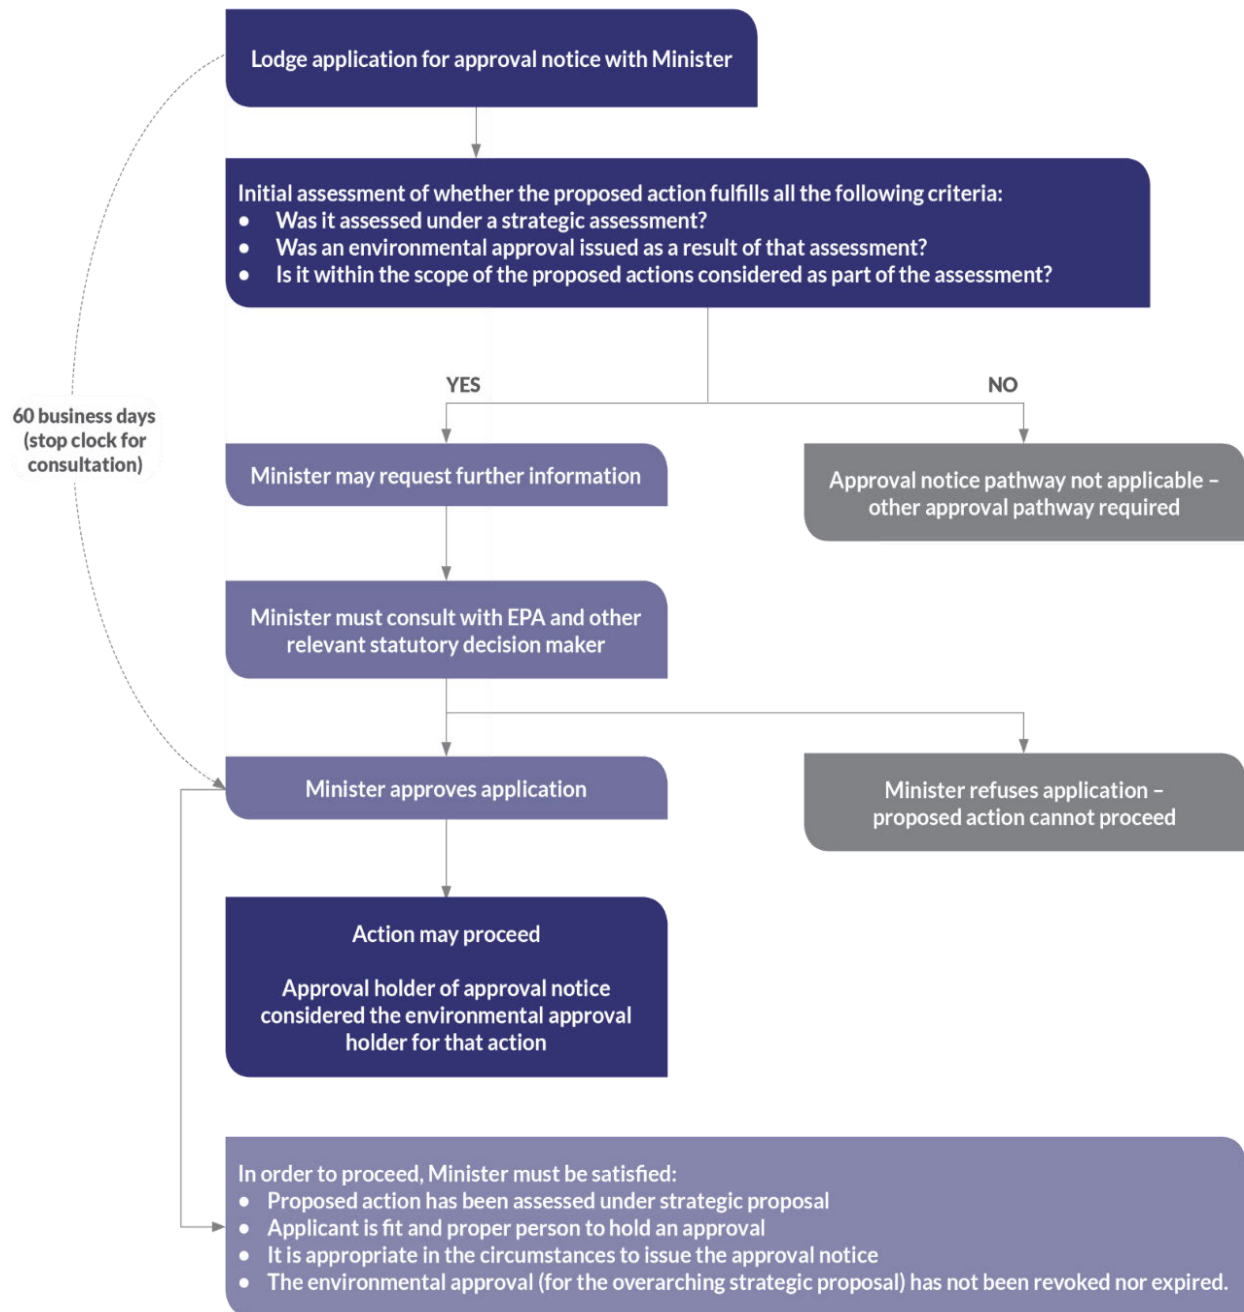 Lodge application for approval notice with Minister
Initial assessment of whether the proposed action fulfills all the following criteria:
● Was it assessed under a strategic assessment?
● Was an environmental approval issued as a result of that assessment?
● Is it within the scope of the proposed actions considered as part of the assessment?
YES
NO
60 business days
(stop clock for
consultation)
Minister may request further information
Approval notice pathway not applicable –
other approval pathway required
Minister must consult with EPA and other
relevant statutory decision maker
Minister approves application
Minister refuses application –
proposed action cannot proceed
Action may proceed
Approval holder of approval notice
considered the environmental approval
holder for that action
In order to proceed, Minister must be satisfied:
● Proposed action has been assessed under strategic proposal
● Applicant is fit and proper person to hold an approval
● It is appropriate in the circumstances to issue the approval notice
● The environmental approval (for the overarching strategic proposal) has not been revoked nor expired.